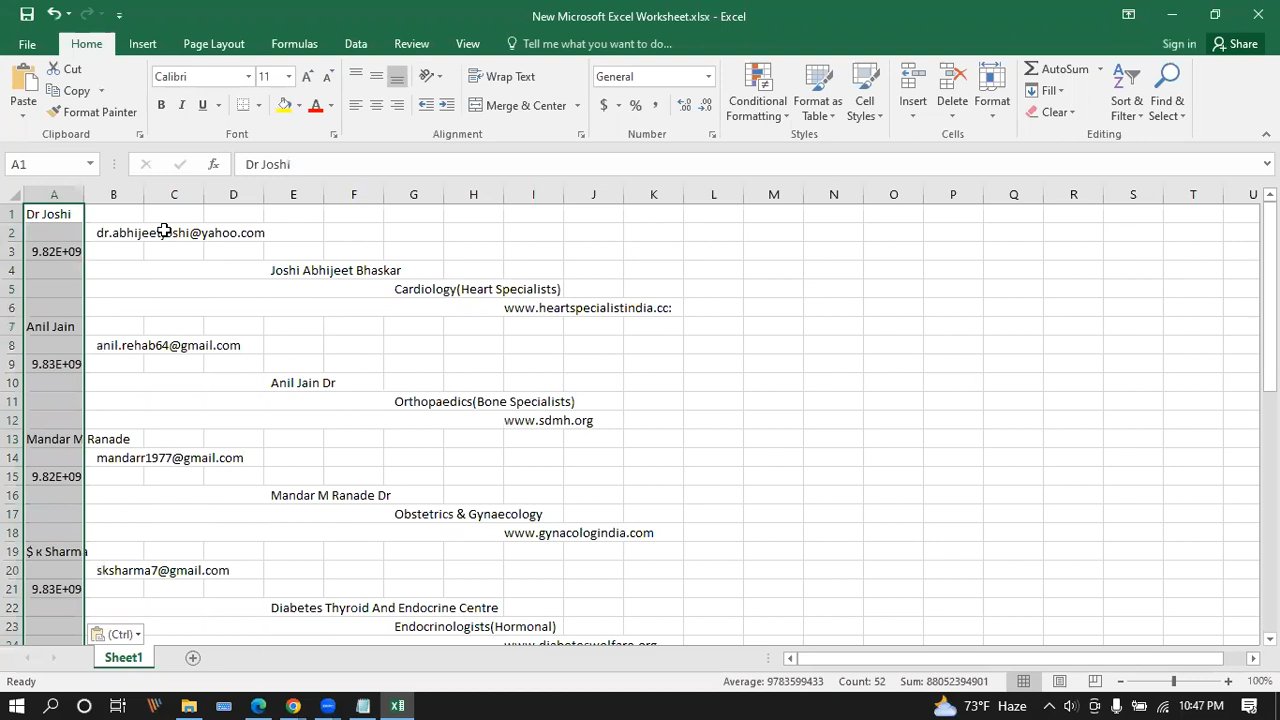 New Microsoft Excel Worksheet.xlsx - Excel
File Home Insert Page Layout Formulas Data Review View Tell me what you want to do... Sign in Share
Paste Cut Copy Format Painter
Calibri 11
B I U A
Wrap Text
Merge & Center
General
$ % ,
Conditional Formatting Format as Table Cell Styles
Insert Delete Format
AutoSum Fill Clear
Sort & Filter Find & Select
Clipboard Font Alignment Number Styles Cells Editing
A1 fx Dr Joshi
A B C D E F G H I J K L M N O P Q R S T U
1 Dr Joshi
2 dr.abhijeetjoshi@yahoo.com
3 9.82E+09
4 Joshi Abhijeet Bhaskar
5 Cardiology(Heart Specialists)
6 www.heartspecialistindia.cc:
7 Anil Jain
8 anil.rehab64@gmail.com
9 9.83E+09
10 Anil Jain Dr
11 Orthopaedics(Bone Specialists)
12 www.sdmh.org
13 Mandar M Ranade
14 mandarr1977@gmail.com
15 9.82E+09
16 Mandar M Ranade Dr
17 Obstetrics & Gynaecology
18 www.gynacologindia.com
19 $ к Sharma
20 sksharma7@gmail.com
21 9.83E+09
22 Diabetes Thyroid And Endocrine Centre
23 Endocrinologists(Hormonal)
(Ctrl)
Sheet1
Ready Average: 9783599433 Count: 52 Sum: 88052394901 100%
73°F Haze 10:47 PM